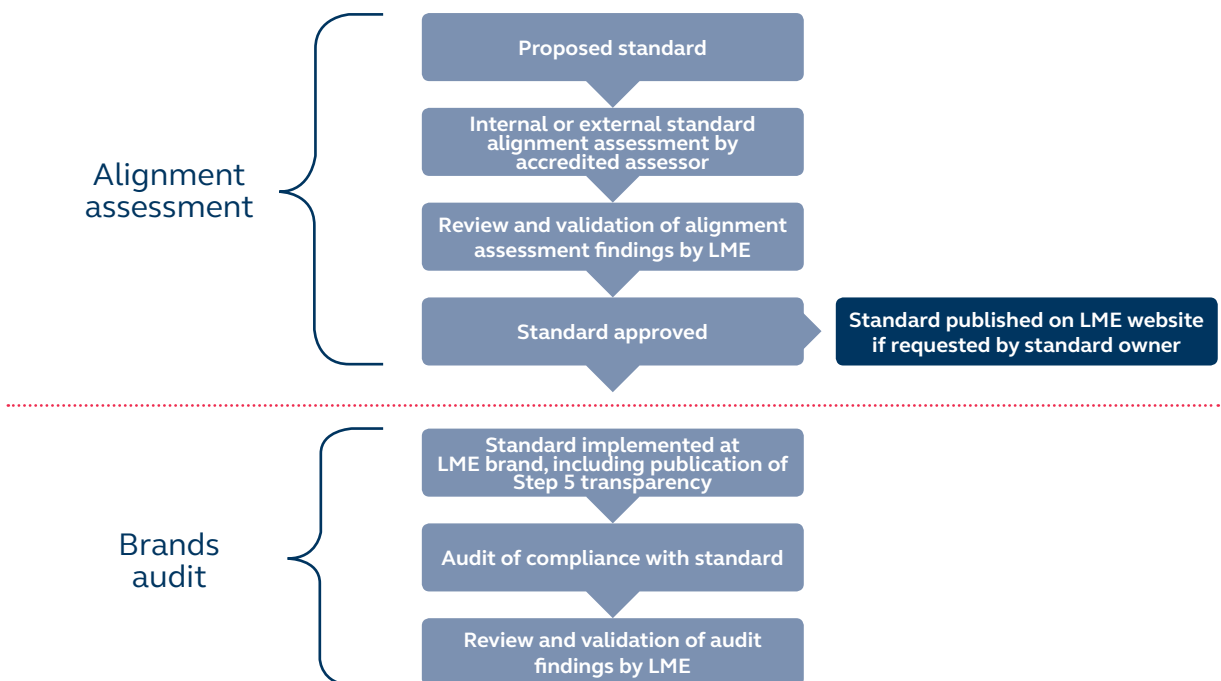 Alignment
assessment
Proposed standard
Internal or external standard
alignment assessment by
accredited assessor
Review and validation of alignment
assessment findings by LME
Standard approved
Standard published on LME website
if requested by standard owner
Brands
audit
Standard implemented at
LME brand, including publication of
Step 5 transparency
Audit of compliance with standard
Review and validation of audit
findings by LME